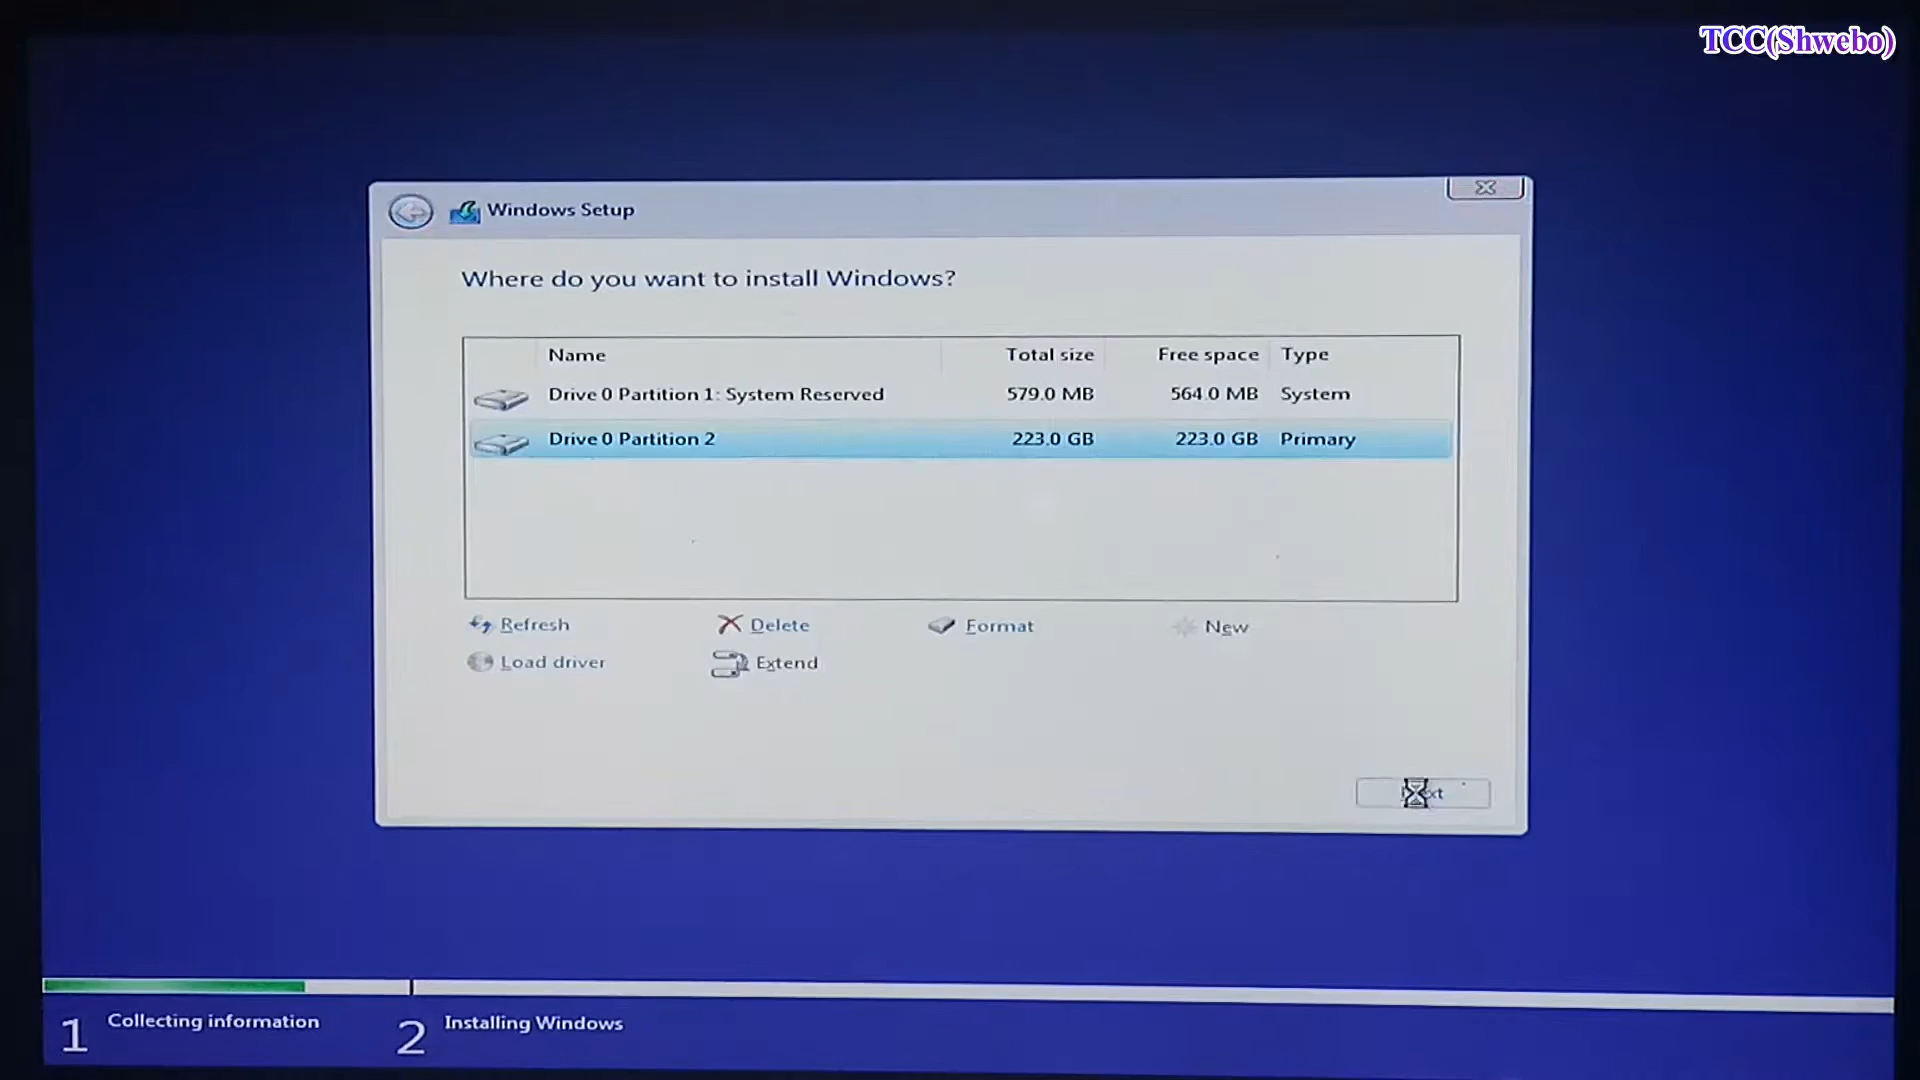 TCC(Shwebo)
Windows Setup
Where do you want to install Windows?
Name Total size Free space Type
Drive 0 Partition 1: System Reserved 579.0 MB 564.0 MB System
Drive 0 Partition 2 223.0 GB 223.0 GB Primary
Refresh Delete Format New
Load driver Extend
1 Collecting information 2 Installing Windows